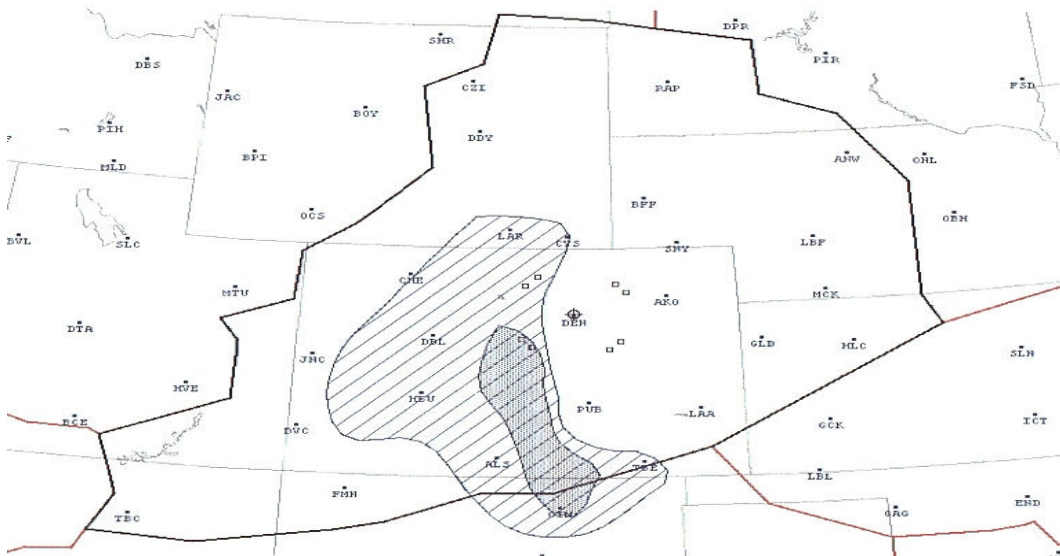 DPR
SHR
PIR
DBS
CZI
RAP
FSD
JAC
BOY
PIH
DDY
BPI
ANW
ONL
MLD
BFF
OCS
OBH
LAR
CYS
BVL
SLC
SNY
LBF
CHE
MTU
AKO
MCK
DEN
DTA
DBL
GLD
HLC
SLN
JNC
HVE
HBU
PUB
LAA
BCE
DVC
GCK
ICT
ALS
TBE
LBL
FMN
TBC
CIM
GAG
END